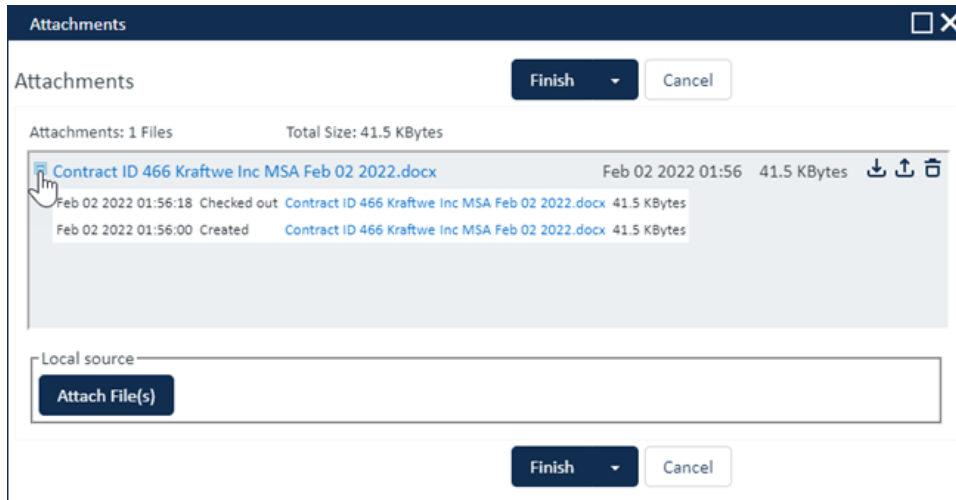 Attachments
Attachments Finish Cancel
Attachments: 1 Files Total Size: 41.5 KBytes
Contract ID 466 Kraftwe Inc MSA Feb 02 2022.docx Feb 02 2022 01:56 41.5 KBytes
Feb 02 2022 01:56:18 Checked out Contract ID 466 Kraftwe Inc MSA Feb 02 2022.docx 41.5 KBytes
Feb 02 2022 01:56:00 Created Contract ID 466 Kraftwe Inc MSA Feb 02 2022.docx 41.5 KBytes
Local source
Attach File(s)
Finish Cancel